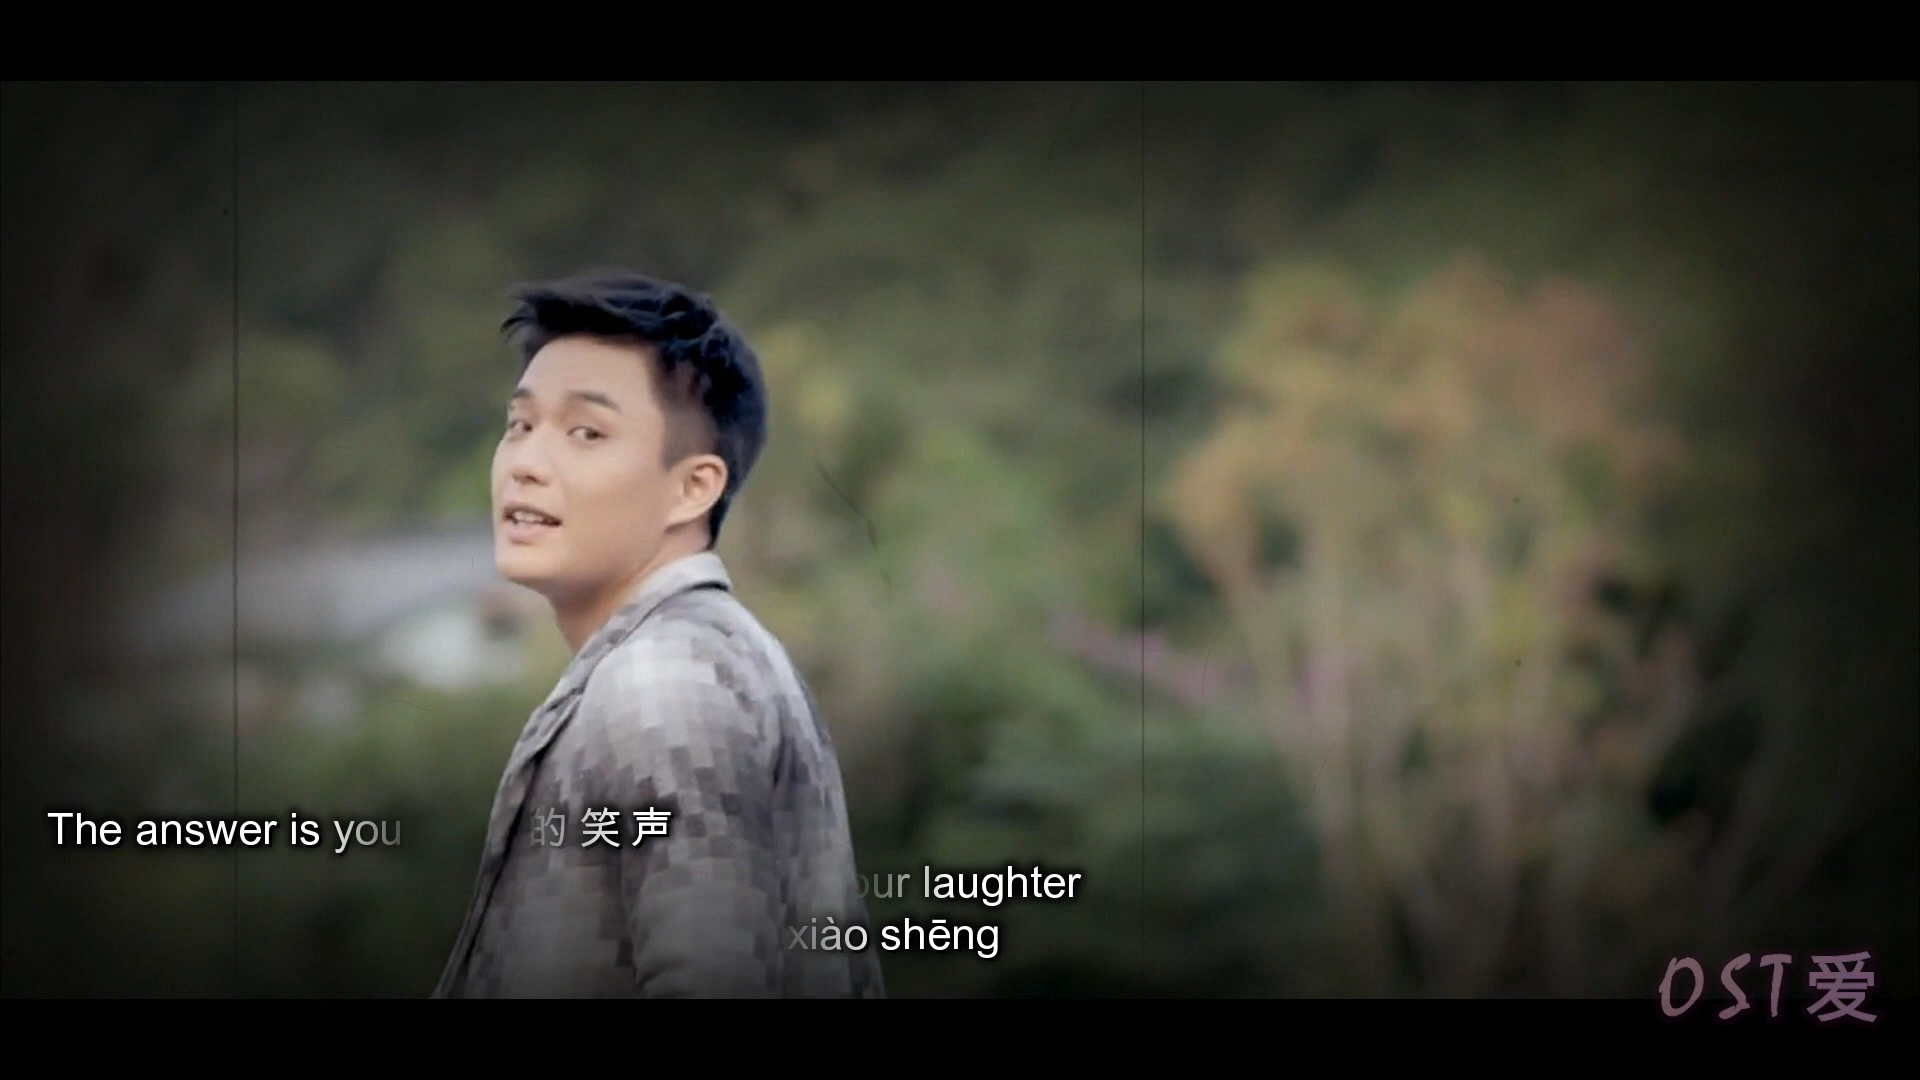 The answer is you
的笑声
our laughter
xiào shēng
OST爱